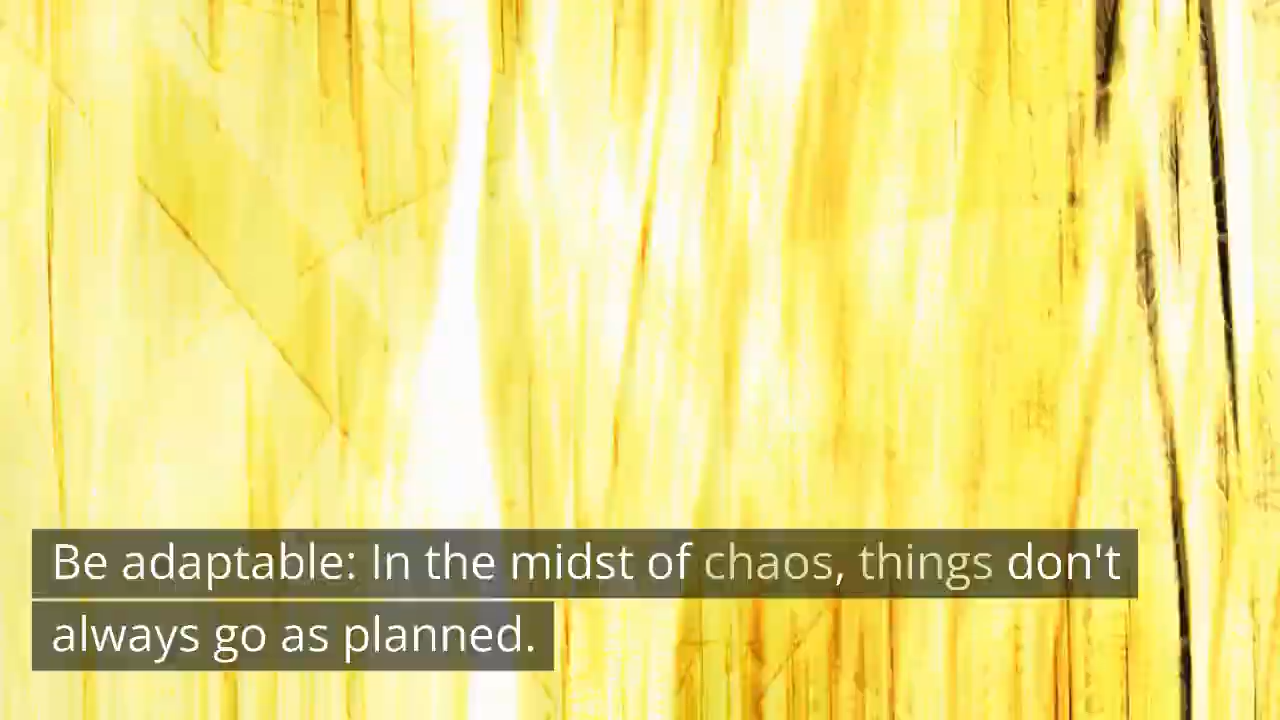 Be adaptable: In the midst of chaos, things don't
always go as planned.